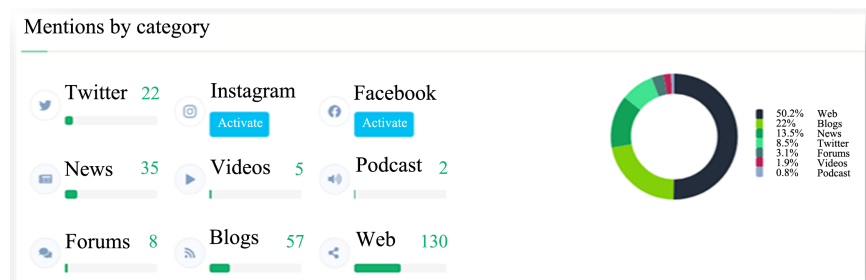 Mentions by category
Twitter 22
Instagram
Activate
Facebook
Activate
News 35
Videos 5
Podcast 2
Forums 8
Blogs 57
Web 130
50.2% Web
22% Blogs
13.5% News
8.5% Twitter
3.1% Forums
1.9% Videos
0.8% Podcast